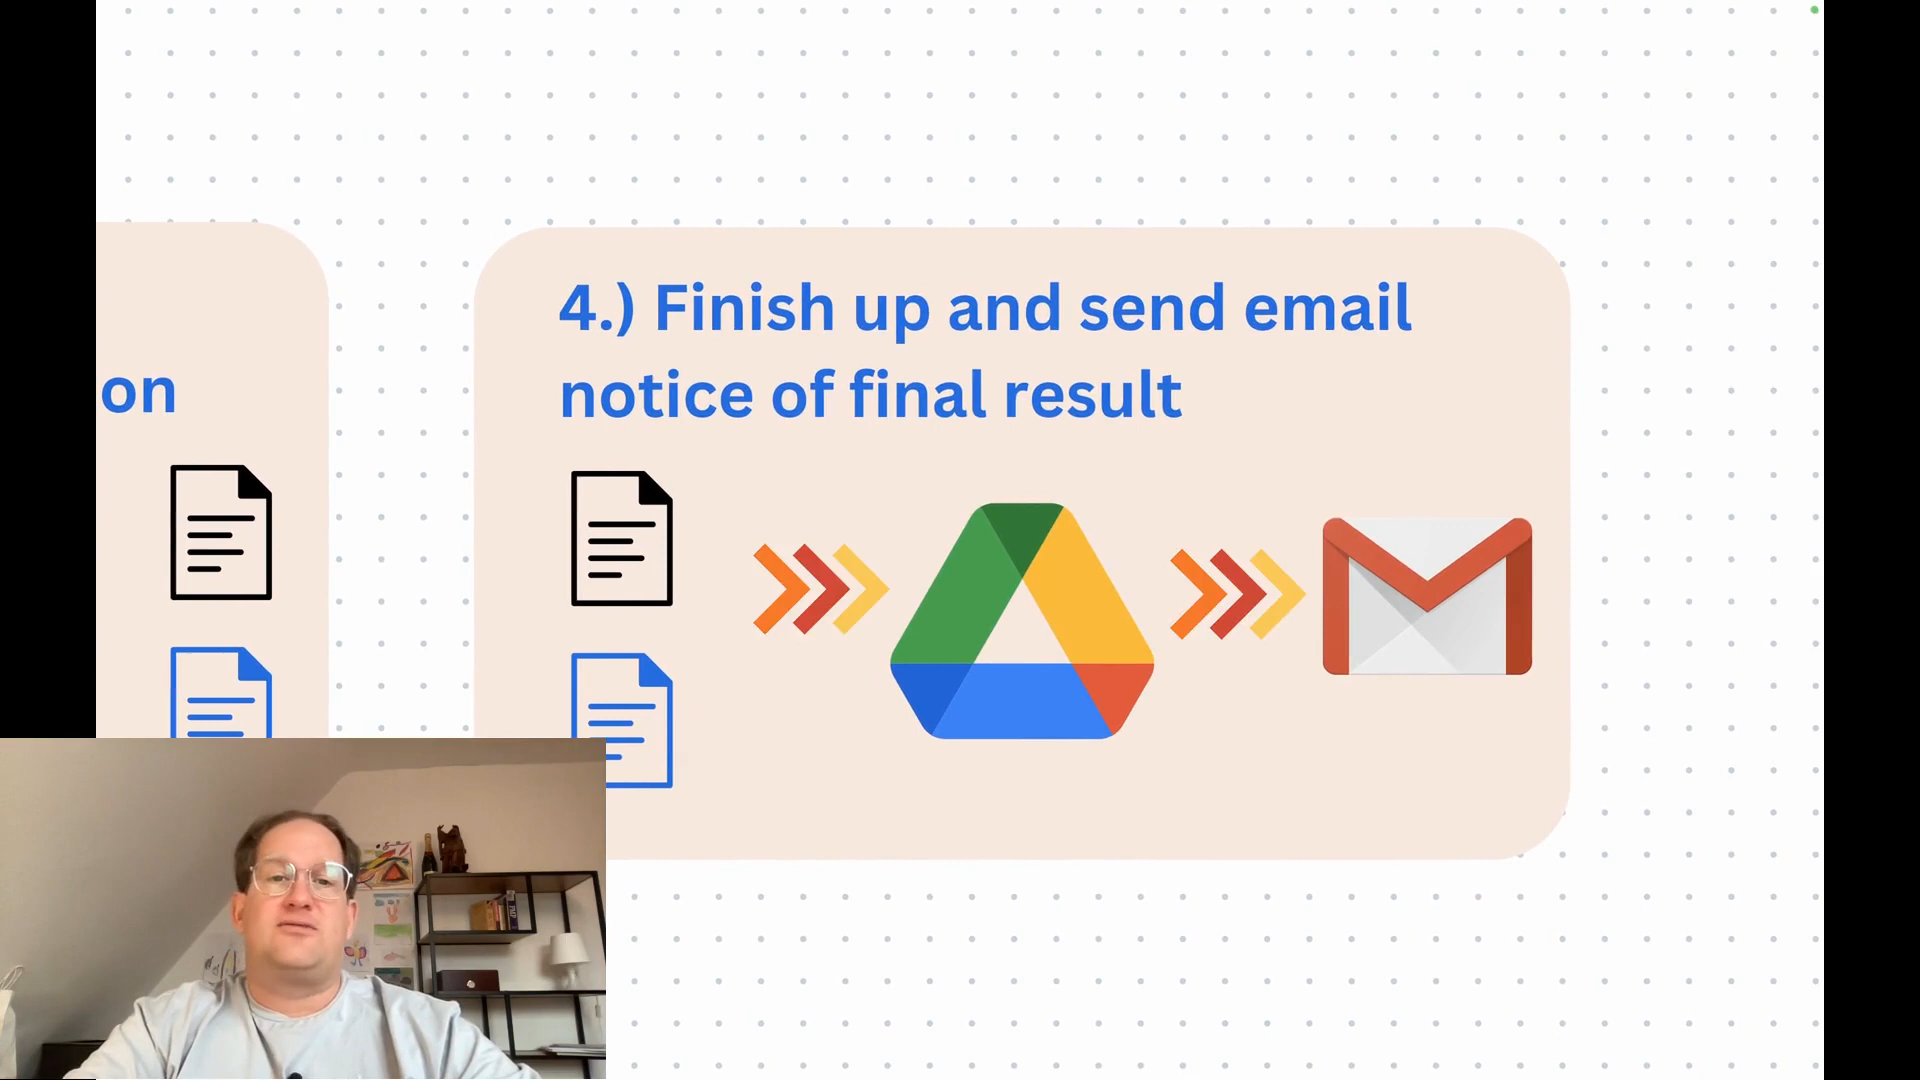 4.) Finish up and send email
notice of final result
on